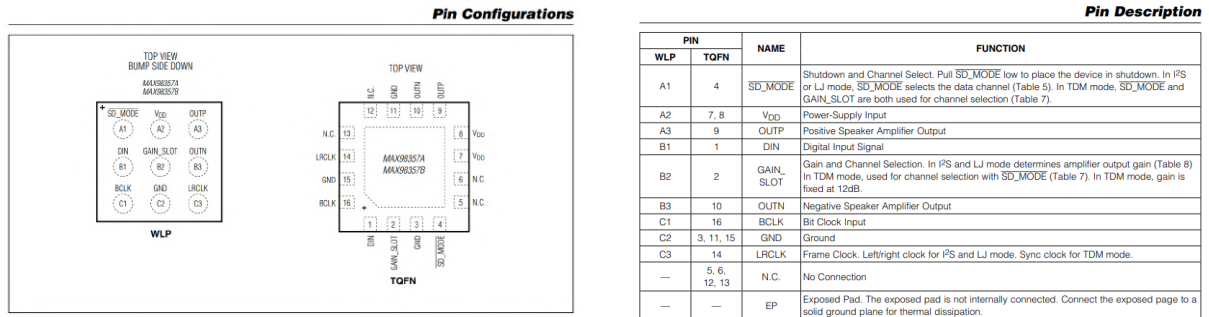 Pin Configurations
TOP VIEW
BUMP SIDE DOWN
MAX98357A
MAX98357B
+
SD_MODE VDD OUTP
A1 A2 A3
DIN GAIN_SLOT OUTN
B1 B2 B3
BCLK GND LRCLK
C1 C2 C3
WLP
TOP VIEW
N.C. GND OUTN OUTP
12 11 10 9
N.C. 13 8 VDD
LRCLK 14 7 VDD
MAX98357A
MAX98357B
GND 15 6 N.C.
BCLK 16 5 N.C.
+
1 2 3 4
DIN GAIN_SLOT GND SD_MODE
TQFN
Pin Description
PIN NAME FUNCTION
WLP TQFN
A1 4 SD_MODE Shutdown and Channel Select. Pull SD_MODE low to place the device in shutdown. In I2S
or LJ mode, SD_MODE selects the data channel (Table 5). In TDM mode, SD_MODE and
GAIN_SLOT are both used for channel selection (Table 7).
A2 7, 8 VDD Power-Supply Input
A3 9 OUTP Positive Speaker Amplifier Output
B1 1 DIN Digital Input Signal
B2 2 GAIN_
SLOT Gain and Channel Selection. In I2S and LJ mode determines amplifier output gain (Table 8)
In TDM mode, used for channel selection with SD_MODE (Table 7). In TDM mode, gain is
fixed at 12dB.
B3 10 OUTN Negative Speaker Amplifier Output
C1 16 BCLK Bit Clock Input
C2 3, 11, 15 GND Ground
C3 14 LRCLK Frame Clock. Left/right clock for I2S and LJ mode. Sync clock for TDM mode.
— 5, 6,
12, 13 N.C. No Connection
— — EP Exposed Pad. The exposed pad is not internally connected. Connect the exposed page to a
solid ground plane for thermal dissipation.